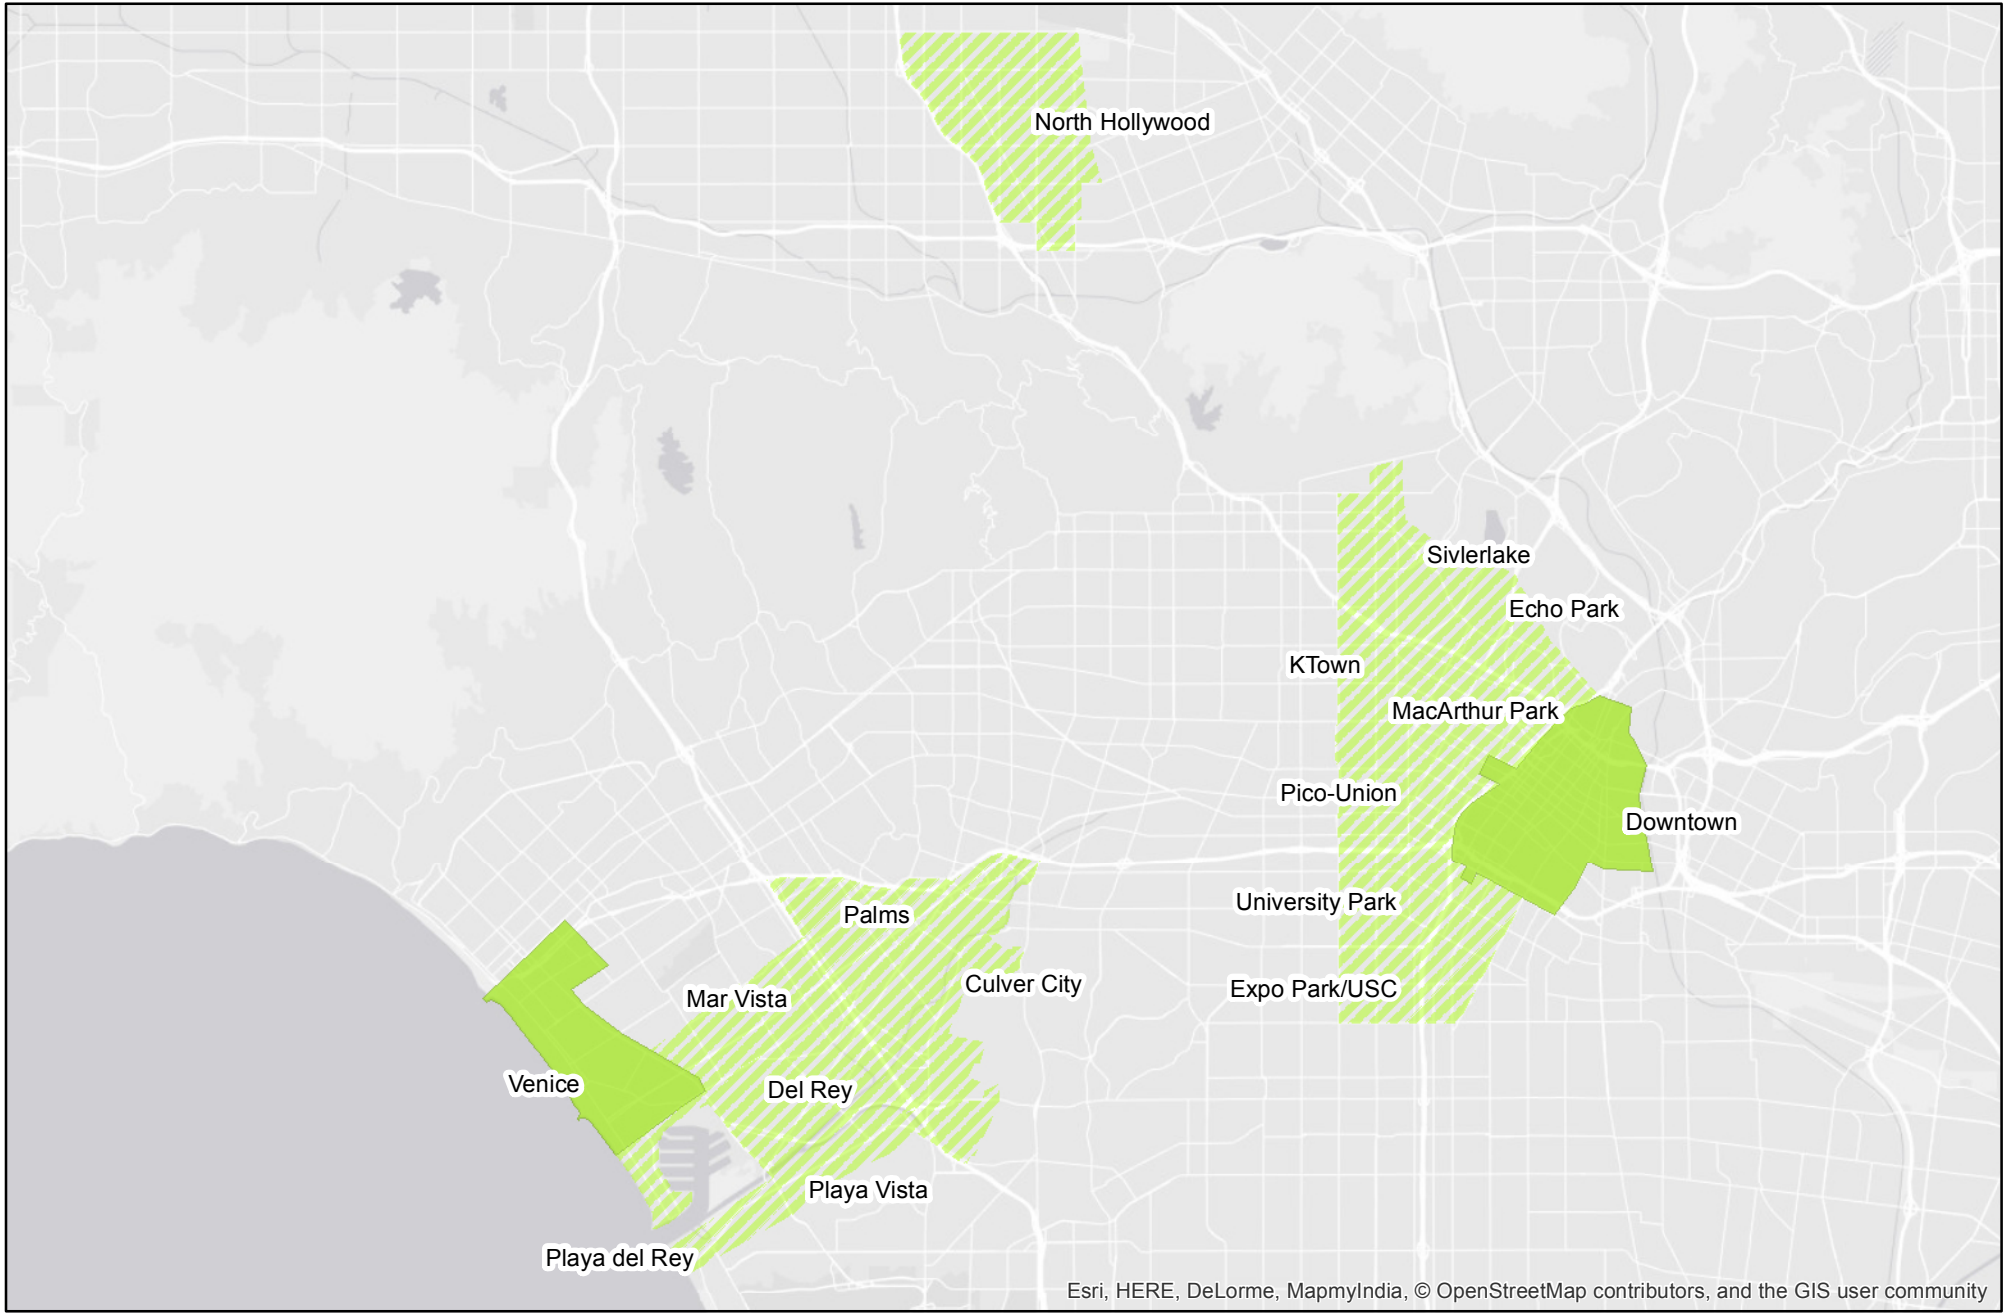 North Hollywood
Sivlerlake
Echo Park
KTown
MacArthur Park
Pico-Union
Downtown
University Park
Palms
Culver City
Expo Park/USC
Mar Vista
Venice
Del Rey
Playa Vista
Playa del Rey
Esri, HERE, DeLorme, MapmyIndia, © OpenStreetMap contributors, and the GIS user community